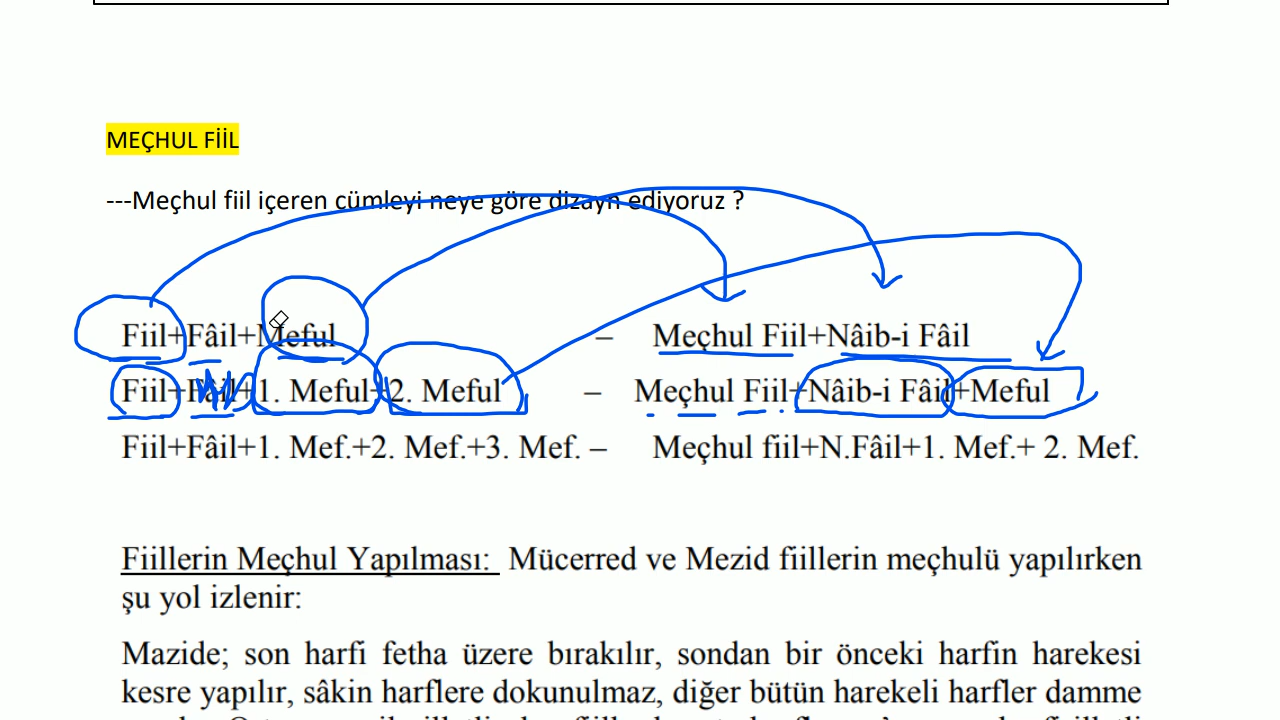 MEÇHUL FİİL
---Meçhul fiil içeren cümleyi neye göre dizayn ediyoruz ?
Fiil+Fâil+Meful – Meçhul Fiil+Nâib-i Fâil
Fiil+Fâil+1. Meful+2. Meful – Meçhul Fiil+Nâib-i Fâil+Meful
Fiil+Fâil+1. Mef.+2. Mef.+3. Mef. – Meçhul fiil+N.Fâil+1. Mef.+ 2. Mef.
Fiillerin Meçhul Yapılması: Mücerred ve Mezid fiillerin meçhulü yapılırken
şu yol izlenir:
Mazide; son harfi fetha üzere bırakılır, sondan bir önceki harfin harekesi
kesre yapılır, sâkin harflere dokunulmaz, diğer bütün harekeli harfler damme